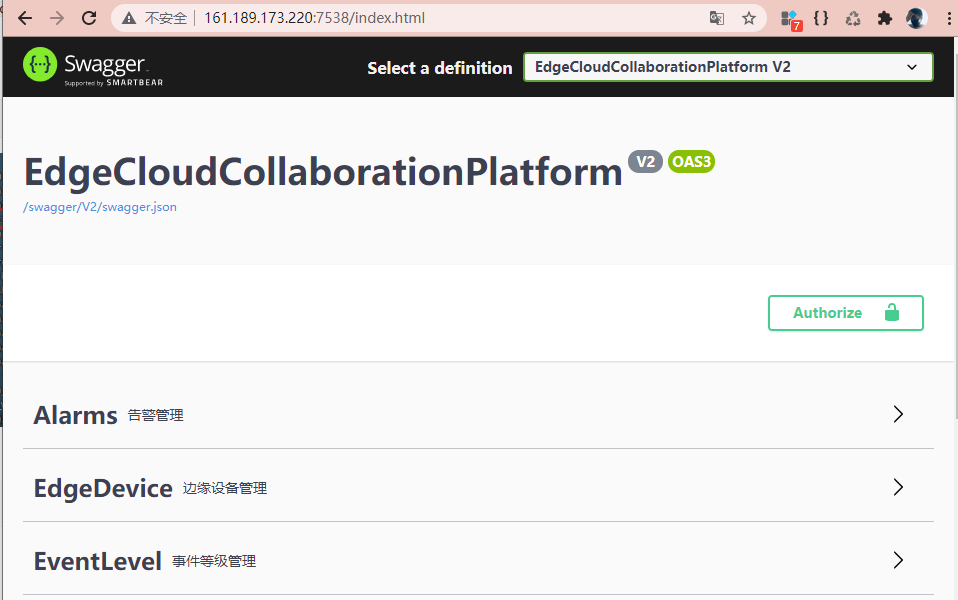 不安全 161.189.173.220:7538/index.html
7
Swagger
Supported by SMARTBEAR
Select a definition
EdgeCloudCollaborationPlatform V2
EdgeCloudCollaborationPlatform V2 OAS3
/swagger/V2/swagger.json
Authorize
Alarms 告警管理
EdgeDevice 边缘设备管理
EventLevel 事件等级管理